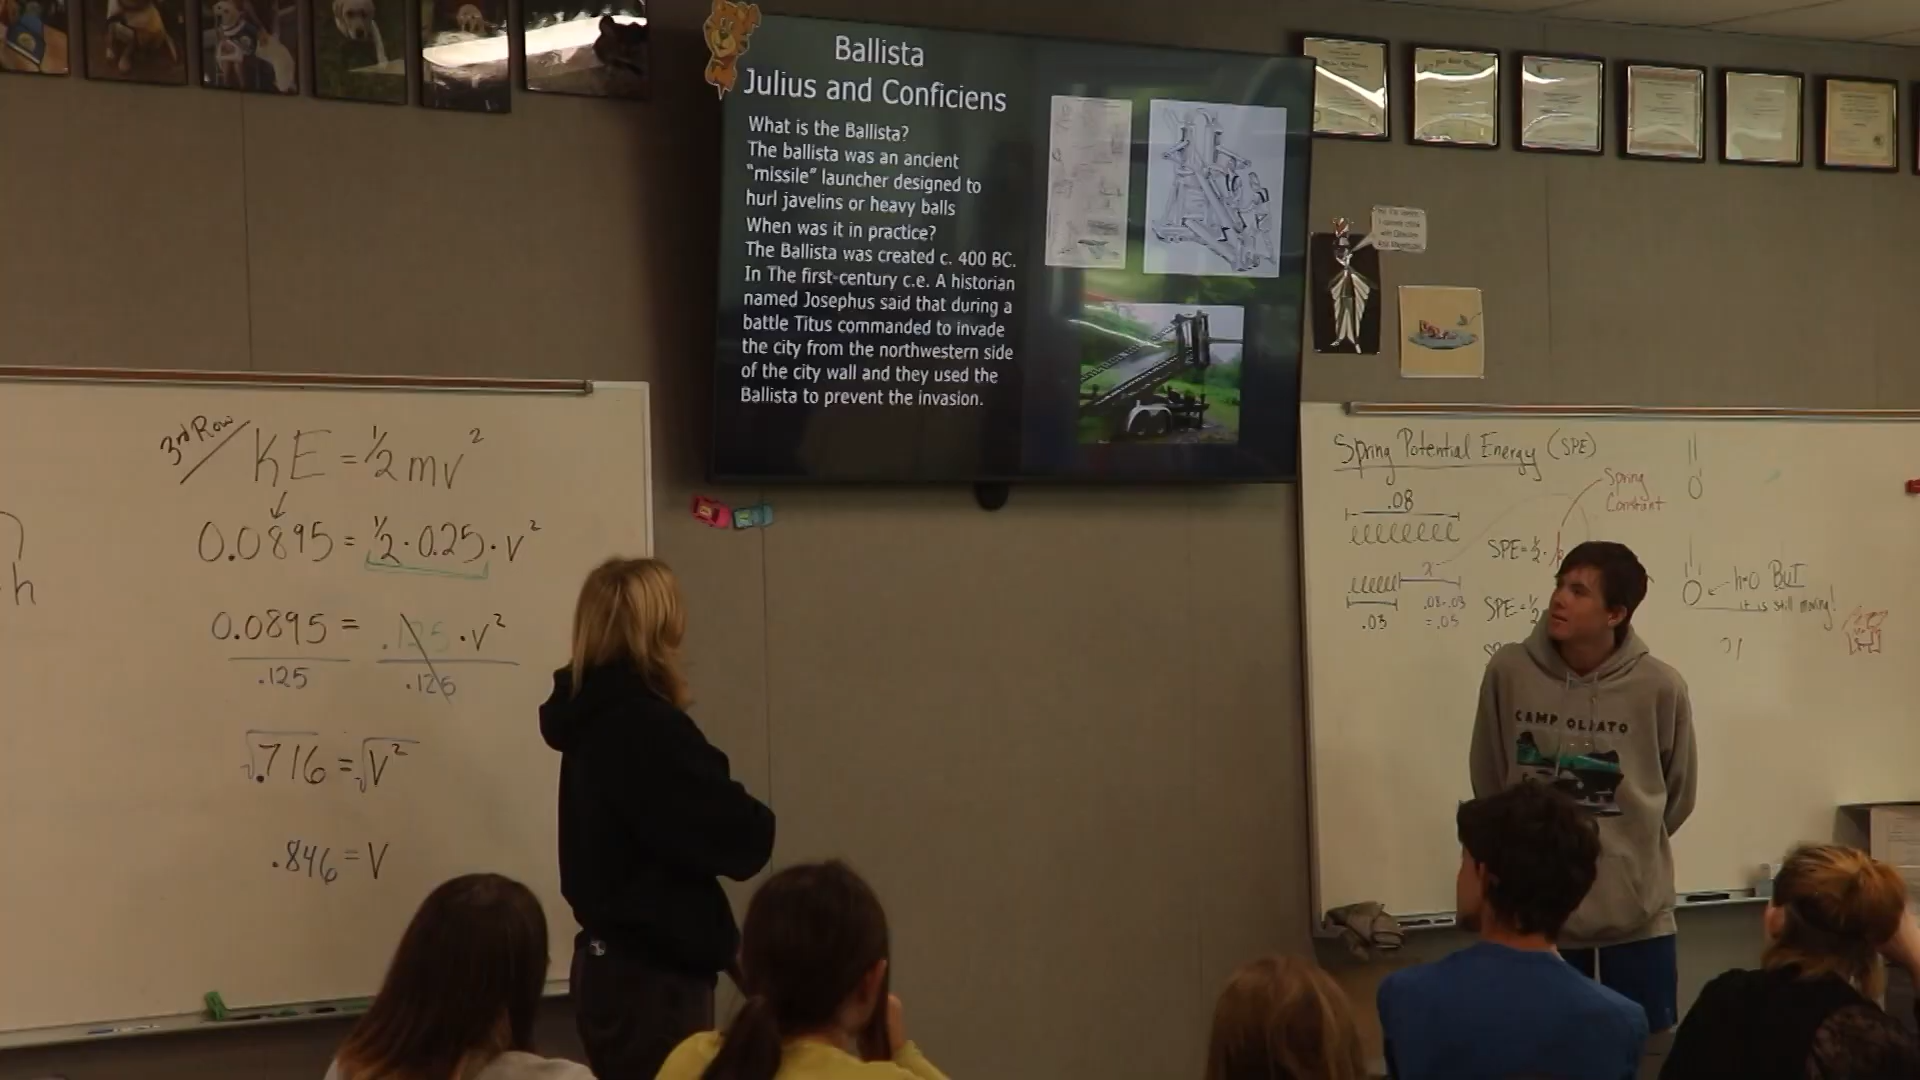 Ballista
Julius and Conficiens
What is the Ballista?
The ballista was an ancient
"missile" launcher designed to
hurl javelins or heavy balls
When was it in practice?
The Ballista was created c. 400 BC.
In The first-century c.e. A historian
named Josephus said that during a
battle Titus commanded to invade
the city from the northwestern side
of the city wall and they used the
Ballista to prevent the invasion.
3rd Row
KE = 1/2 mv²
0.0895 = 1/2 · 0.25 · v²
0.0895 = .125 · v²
.125 .125
√.716 = √v²
.846 = V
h
Spring Potential Energy (SPE)
Spring
Constant
.08
SPE = 1/2 ·
x
.08-.03
= .05
.03
SPE = 1/2
h=0 BUT
it is still moving!
CAMP